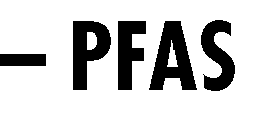 – PFAS